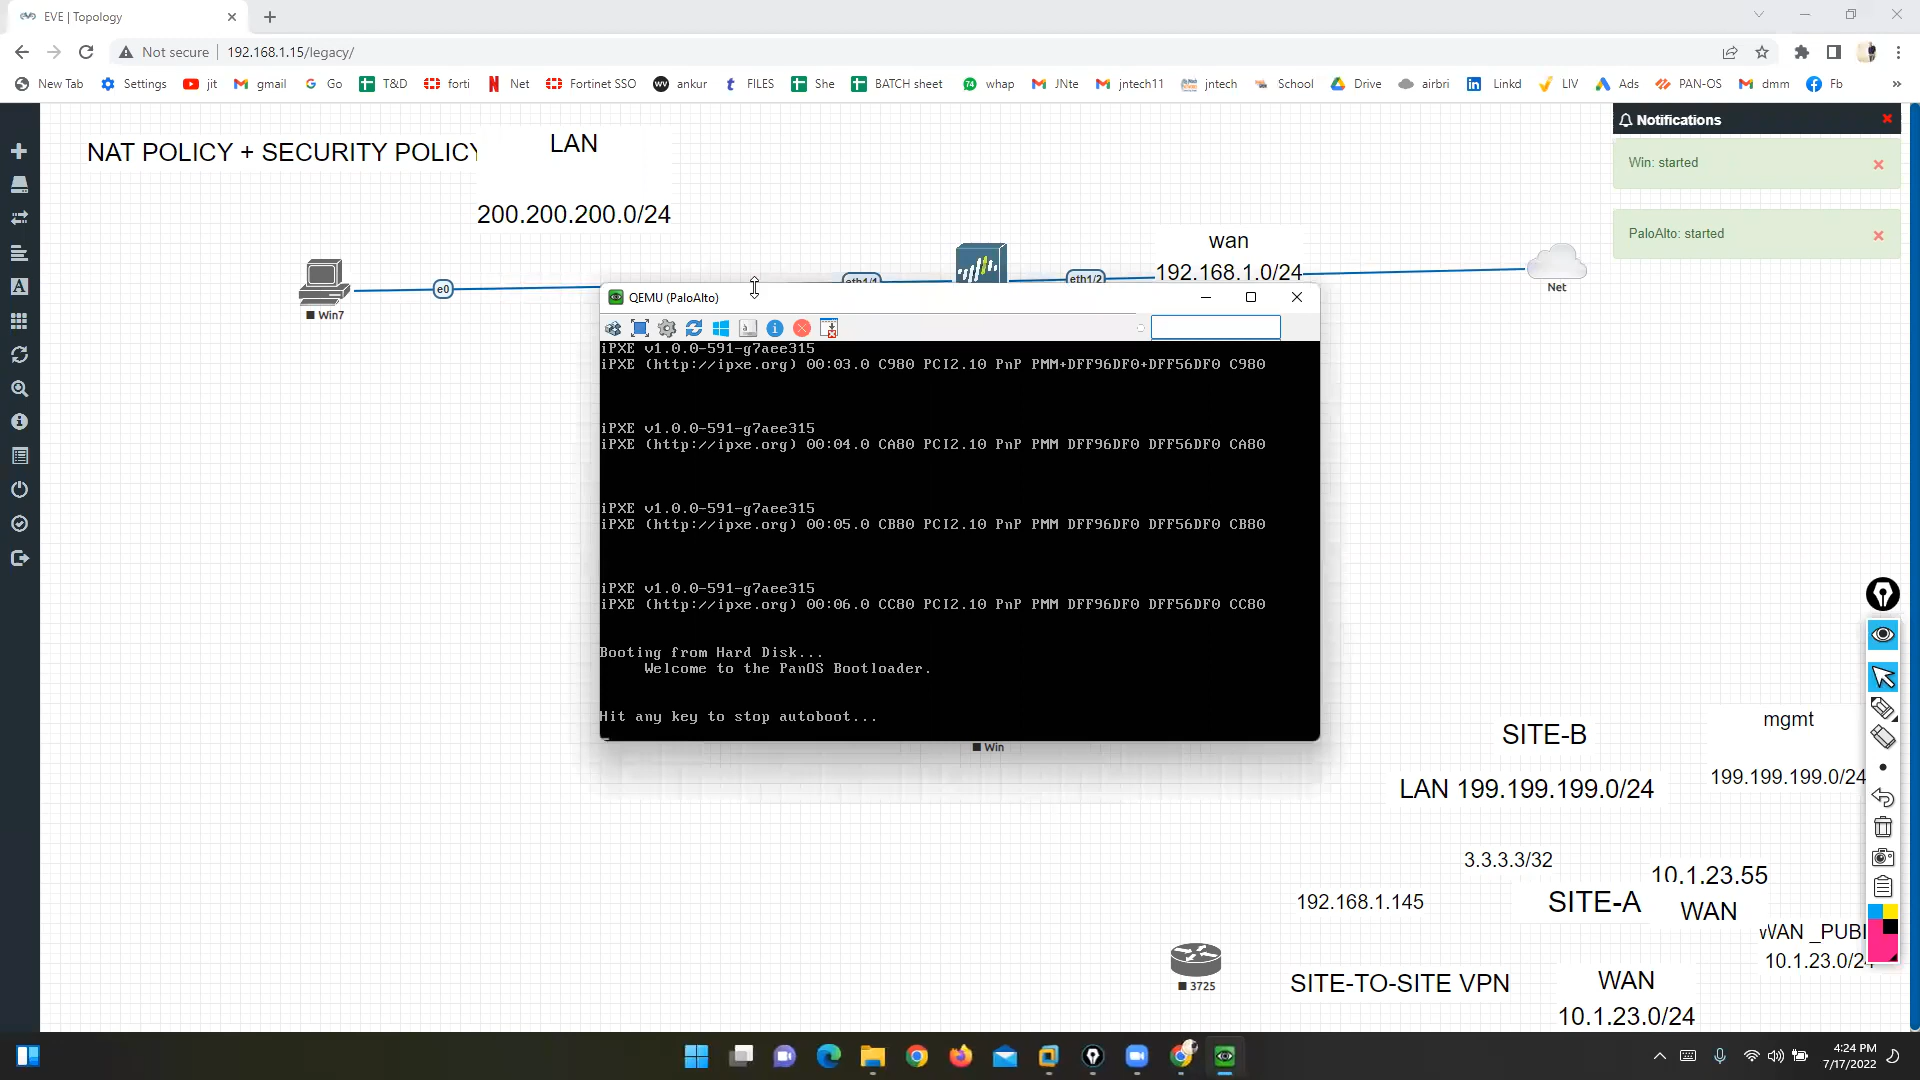 EVE | Topology
Not secure
192.168.1.15/legacy/
New Tab
Settings
jit
gmail
Go
T&D
forti
Net
Fortinet SSO
ankur
FILES
She
BATCH sheet
whap
JNte
jntech11
jntech
School
Drive
airbri
Linkd
LIV
Ads
PAN-OS
dmm
Fb
NAT POLICY + SECURITY POLICY
LAN
200.200.200.0/24
wan
192.168.1.0/24
Notifications
Win: started
PaloAlto: started
Win7
e0
eth1/1
eth1/2
Net
QEMU (PaloAlto)
iPXE v1.0.0-591-g7aee315
iPXE (http://ipxe.org) 00:03.0 C980 PCI2.10 PnP PMM+DFF96DF0+DFF56DF0 C980
iPXE v1.0.0-591-g7aee315
iPXE (http://ipxe.org) 00:04.0 CA80 PCI2.10 PnP PMM DFF96DF0 DFF56DF0 CA80
iPXE v1.0.0-591-g7aee315
iPXE (http://ipxe.org) 00:05.0 CB80 PCI2.10 PnP PMM DFF96DF0 DFF56DF0 CB80
iPXE v1.0.0-591-g7aee315
iPXE (http://ipxe.org) 00:06.0 CC80 PCI2.10 PnP PMM DFF96DF0 DFF56DF0 CC80
Booting from Hard Disk...
Welcome to the PanOS Bootloader.
Hit any key to stop autoboot...
Win
SITE-B
mgmt
LAN 199.199.199.0/24
199.199.199.0/24
3.3.3.3/32
10.1.23.55
192.168.1.145
SITE-A
WAN
WAN _PUBI
10.1.23.0/24
3725
SITE-TO-SITE VPN
WAN
10.1.23.0/24
4:24 PM
7/17/2022